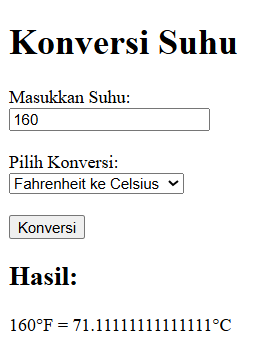 Konversi Suhu
Masukkan Suhu:
160
Pilih Konversi:
Fahrenheit ke Celsius
Konversi
Hasil:
160°F = 71.11111111111111°C